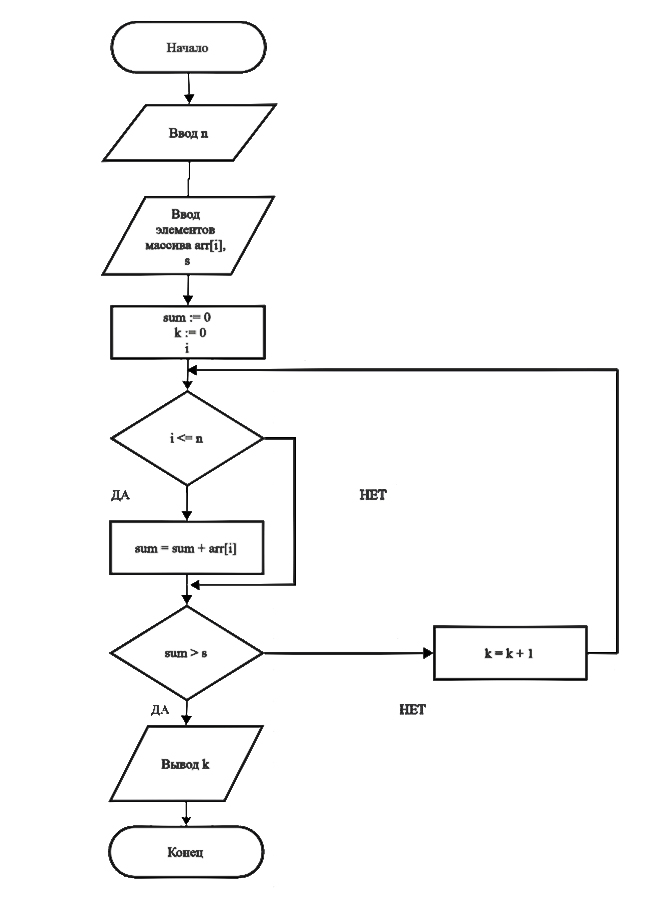 Начало
Ввод n
Ввод
элементов
массива arr[i],
s
sum := 0
k := 0
i
i <= n
ДА
НЕТ
sum = sum + arr[i]
sum > s
k = k + 1
ДА
НЕТ
Вывод k
Конец